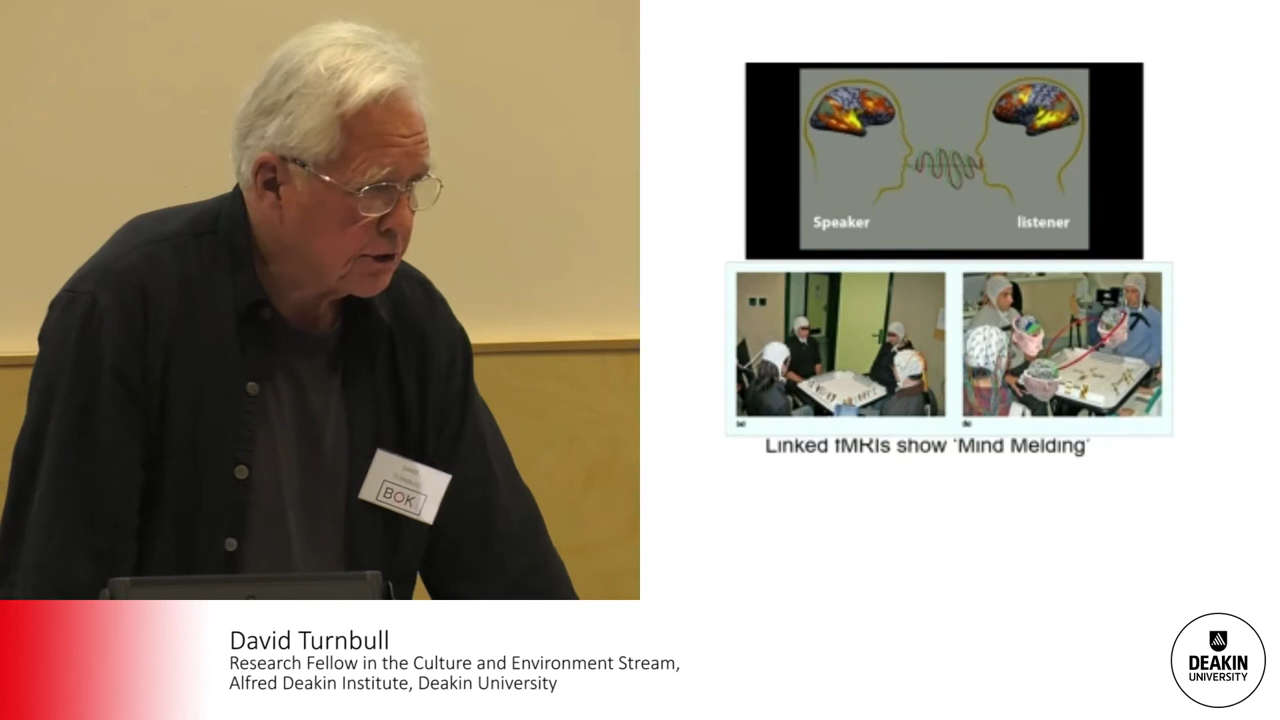 Speaker
listener
Linked fMRIs show 'Mind Melding'
BOK
David Turnbull
Research Fellow in the Culture and Environment Stream,
Alfred Deakin Institute, Deakin University
DEAKIN
UNIVERSITY